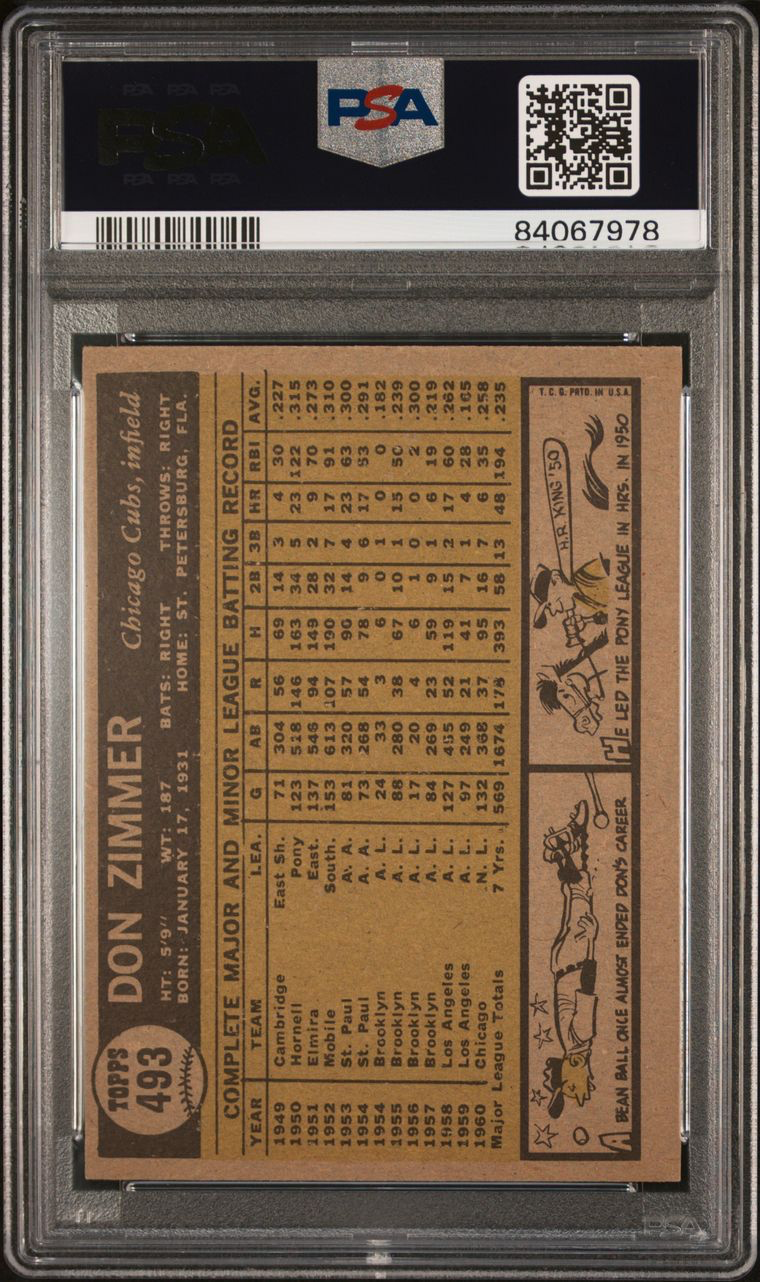 PSA
PSA
84067978
TOPPS
493
DON ZIMMER Chicago Cubs, infield
HT: 5'9" WT: 187 BATS: RIGHT THROWS: RIGHT
BORN: JANUARY 17, 1931 HOME: ST. PETERSBURG, FLA.
COMPLETE MAJOR AND MINOR LEAGUE BATTING RECORD
YEAR TEAM LEA. G AB R H 2B 3B HR RBI AVG.
1949 Cambridge East Sh. 71 304 56 69 14 3 4 30 .227
1950 Hornell Pony 123 518 146 163 34 5 23 122 .315
1951 Elmira East. 137 546 94 149 28 2 9 70 .273
1952 Mobile South. 153 613 107 190 32 7 17 91 .310
1953 St. Paul A. A. 81 320 57 96 14 4 23 63 .300
1954 St. Paul A. A. 73 268 54 78 9 6 17 53 .291
1954 Brooklyn A. L. 24 33 3 6 0 1 0 0 .182
1955 Brooklyn A. L. 88 280 38 67 10 1 15 50 .239
1956 Brooklyn A. L. 17 20 4 6 1 0 0 2 .300
1957 Brooklyn A. L. 84 269 23 59 9 1 6 19 .219
1958 Los Angeles A. L. 127 455 52 119 15 2 17 60 .262
1959 Los Angeles A. L. 97 249 21 41 7 1 4 28 .165
1960 Chicago N. L. 132 368 37 95 16 7 6 35 .258
Major League Totals 7 Yrs. 569 1674 178 393 58 13 48 194 .235
A BEAN BALL ONCE ALMOST ENDED DON'S CAREER
H.R KING '50
HE LED THE PONY LEAGUE IN HRS. IN 1950
T. C. G. PRTD. IN U.S.A.
PSA